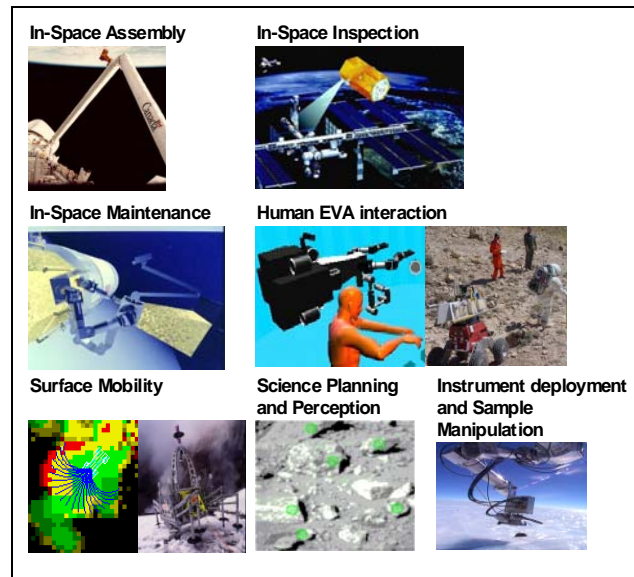 In-Space Assembly
In-Space Inspection
Canada
In-Space Maintenance
Human EVA interaction
Surface Mobility
Science Planning
and Perception
Instrument deployment
and Sample
Manipulation